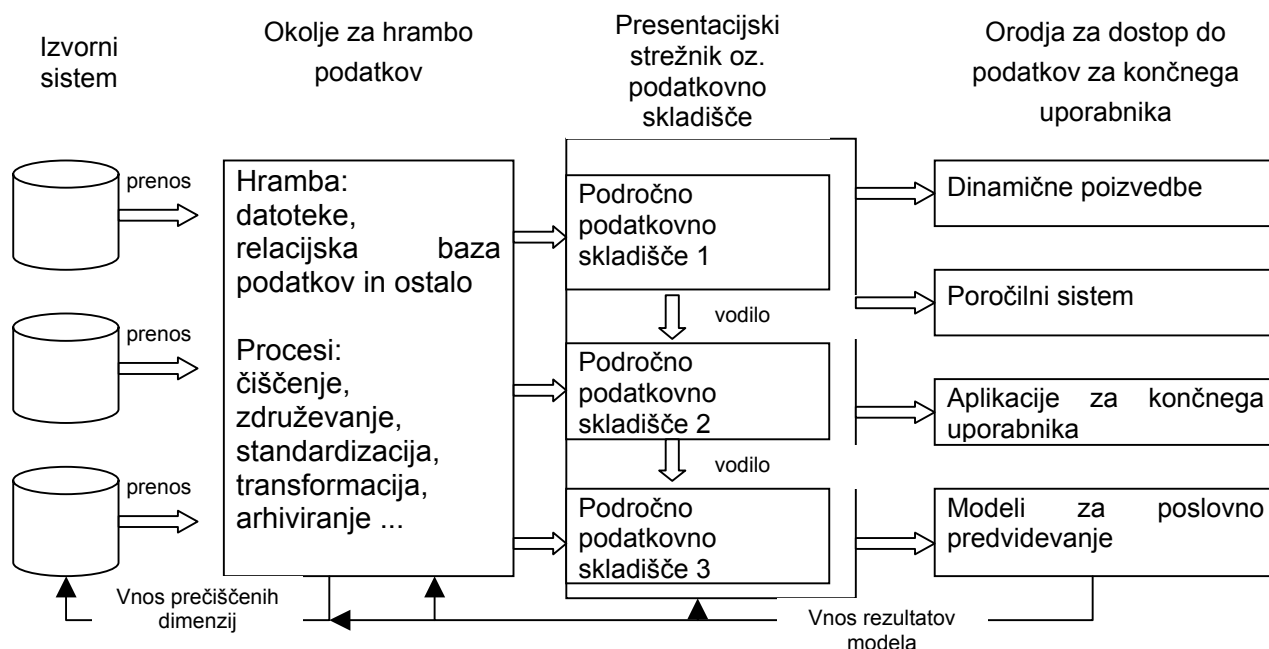 Izvorni
sistem
Okolje za hrambo
podatkov
Presentacijski
strežnik oz.
podatkovno
skladišče
Orodja za dostop do
podatkov za končnega
uporabnika
prenos
prenos
prenos
Hramba:
datoteke,
relacijska baza
podatkov in ostalo
Procesi:
čiščenje,
združevanje,
standardizacija,
transformacija,
arhiviranje ...
Področno
podatkovno
skladišče 1
vodilo
Področno
podatkovno
skladišče 2
vodilo
Področno
podatkovno
skladišče 3
Dinamične poizvedbe
Poročilni sistem
Aplikacije za končnega
uporabnika
Modeli za poslovno
predvidevanje
Vnos prečiščenih
dimenzij
Vnos rezultatov
modela